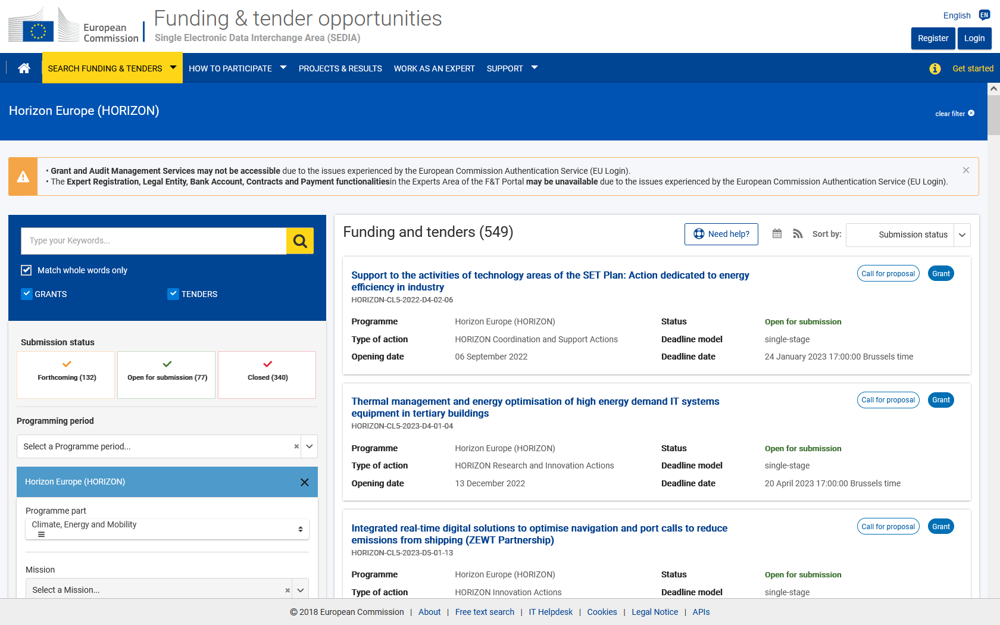 European
Commission
Funding & tender opportunities
Single Electronic Data Interchange Area (SEDIA)
English EN
Register Login
SEARCH FUNDING & TENDERS HOW TO PARTICIPATE PROJECTS & RESULTS WORK AS AN EXPERT SUPPORT Get started
Horizon Europe (HORIZON)
clear filter
• Grant and Audit Management Services may not be accessible due to the issues experienced by the European Commission Authentication Service (EU Login).
• The Expert Registration, Legal Entity, Bank Account, Contracts and Payment functionalitiesin the Experts Area of the F&T Portal may be unavailable due to the issues experienced by the European Commission Authentication Service (EU Login).
Type your Keywords...
Match whole words only
GRANTS TENDERS
Submission status
Forthcoming (132) Open for submission (77) Closed (340)
Programming period
Select a Programme period...
Horizon Europe (HORIZON)
Programme part
Climate, Energy and Mobility
Mission
Select a Mission...
Funding and tenders (549)
Need help? Sort by: Submission status
Support to the activities of technology areas of the SET Plan: Action dedicated to energy
efficiency in industry
Call for proposal Grant
HORIZON-CL5-2022-D4-02-06
Programme Horizon Europe (HORIZON) Status Open for submission
Type of action HORIZON Coordination and Support Actions Deadline model single-stage
Opening date 06 September 2022 Deadline date 24 January 2023 17:00:00 Brussels time
Thermal management and energy optimisation of high energy demand IT systems
equipment in tertiary buildings
Call for proposal Grant
HORIZON-CL5-2023-D4-01-04
Programme Horizon Europe (HORIZON) Status Open for submission
Type of action HORIZON Research and Innovation Actions Deadline model single-stage
Opening date 13 December 2022 Deadline date 20 April 2023 17:00:00 Brussels time
Integrated real-time digital solutions to optimise navigation and port calls to reduce
emissions from shipping (ZEWT Partnership)
Call for proposal Grant
HORIZON-CL5-2023-D5-01-13
Programme Horizon Europe (HORIZON) Status Open for submission
Type of action HORIZON Innovation Actions Deadline model single-stage
© 2018 European Commission | About | Free text search | IT Helpdesk | Cookies | Legal Notice | APIs